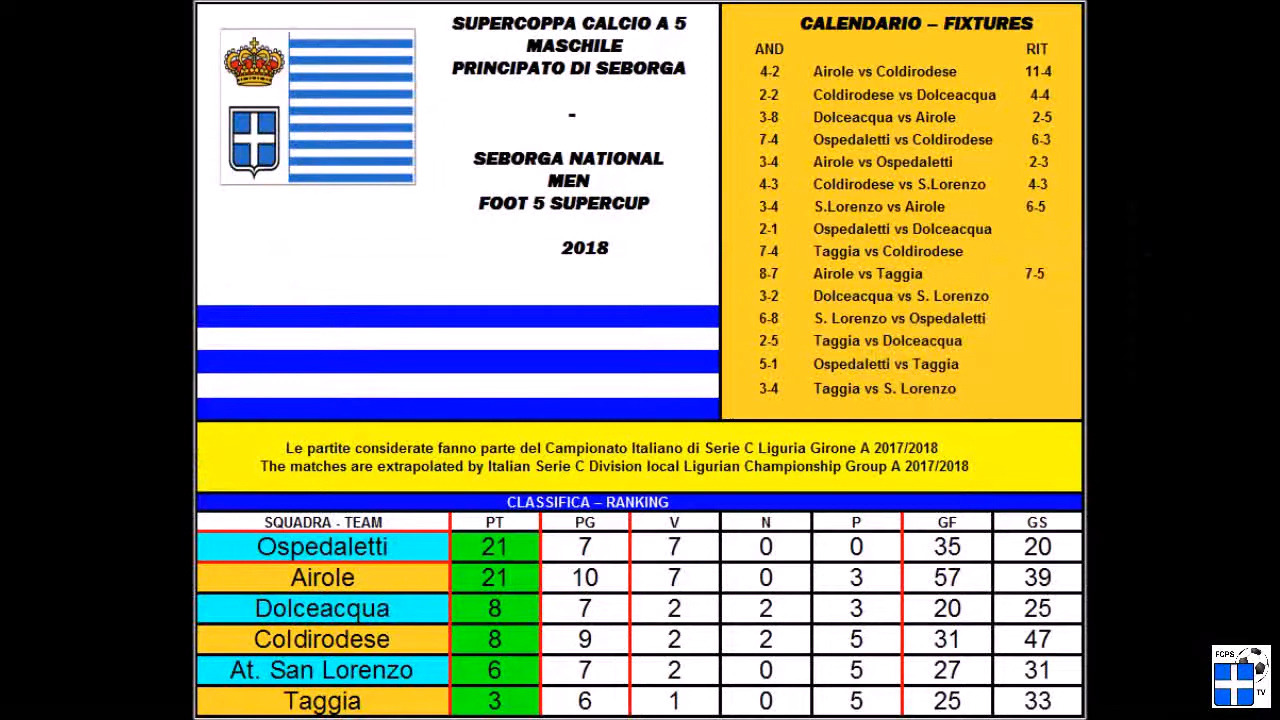 SUPERCOPPA CALCIO A 5
MASCHILE
PRINCIPATO DI SEBORGA
-
SEBORGA NATIONAL
MEN
FOOT 5 SUPERCUP
2018
CALENDARIO – FIXTURES
AND RIT
4-2 Airole vs Coldirodese 11-4
2-2 Coldirodese vs Dolceacqua 4-4
3-8 Dolceacqua vs Airole 2-5
7-4 Ospedaletti vs Coldirodese 6-3
3-4 Airole vs Ospedaletti 2-3
4-3 Coldirodese vs S.Lorenzo 4-3
3-4 S.Lorenzo vs Airole 6-5
2-1 Ospedaletti vs Dolceacqua
7-4 Taggia vs Coldirodese
8-7 Airole vs Taggia 7-5
3-2 Dolceacqua vs S. Lorenzo
6-8 S. Lorenzo vs Ospedaletti
2-5 Taggia vs Dolceacqua
5-1 Ospedaletti vs Taggia
3-4 Taggia vs S. Lorenzo
Le partite considerate fanno parte del Campionato Italiano di Serie C Liguria Girone A 2017/2018
The matches are extrapolated by Italian Serie C Division local Ligurian Championship Group A 2017/2018
CLASSIFICA – RANKING
SQUADRA - TEAM PT PG V N P GF GS
Ospedaletti 21 7 7 0 0 35 20
Airole 21 10 7 0 3 57 39
Dolceacqua 8 7 2 2 3 20 25
Coldirodese 8 9 2 2 5 31 47
At. San Lorenzo 6 7 2 0 5 27 31
Taggia 3 6 1 0 5 25 33
FCPS
TV